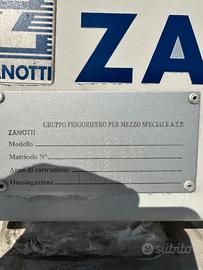 ZANOTTI
ZA
GRUPPO FRIGORIFERO PER MEZZO SPECIALE A.T.P.
ZANOTTI
Modello
Matricola N°
Anno di costruzione
Omologazione
subito